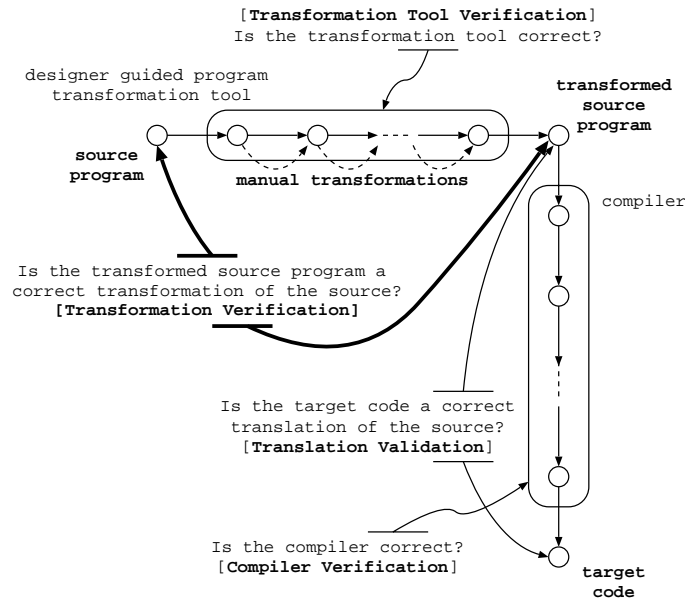 [Transformation Tool Verification]
Is the transformation tool correct?
designer guided program
transformation tool
transformed
source
program
source
program
manual transformations
compiler
Is the transformed source program a
correct transformation of the source?
[Transformation Verification]
Is the target code a correct
translation of the source?
[Translation Validation]
Is the compiler correct?
[Compiler Verification]
target
code